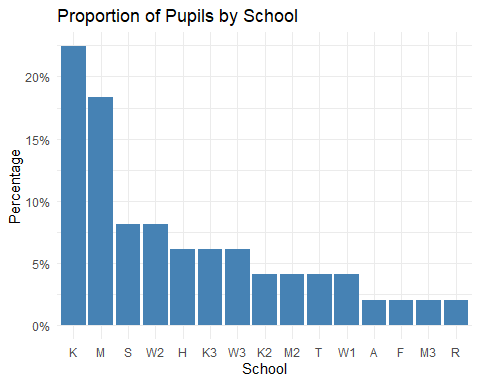 Proportion of Pupils by School
20%
15%
10%
5%
0%
Percentage
K M S W2 H K3 W3 K2 M2 T W1 A F M3 R
School